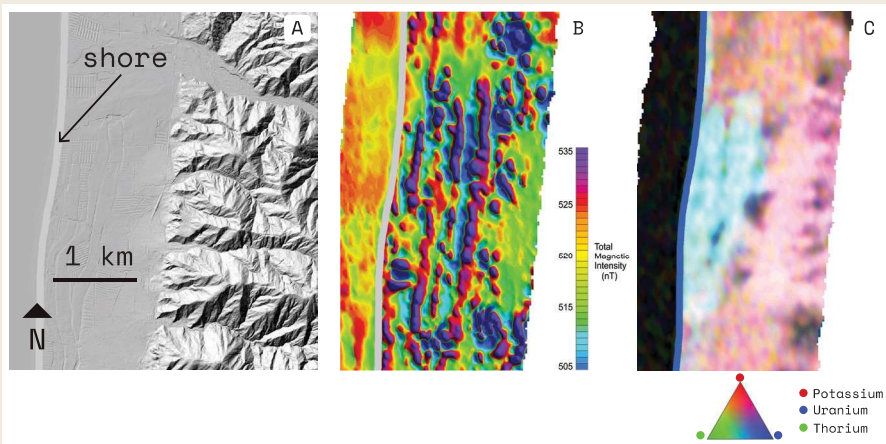 A
B
C
shore
1 km
N
535
525
620
515
505
Total
Magnetic
Intensity
(nT)
Potassium
Uranium
Thorium